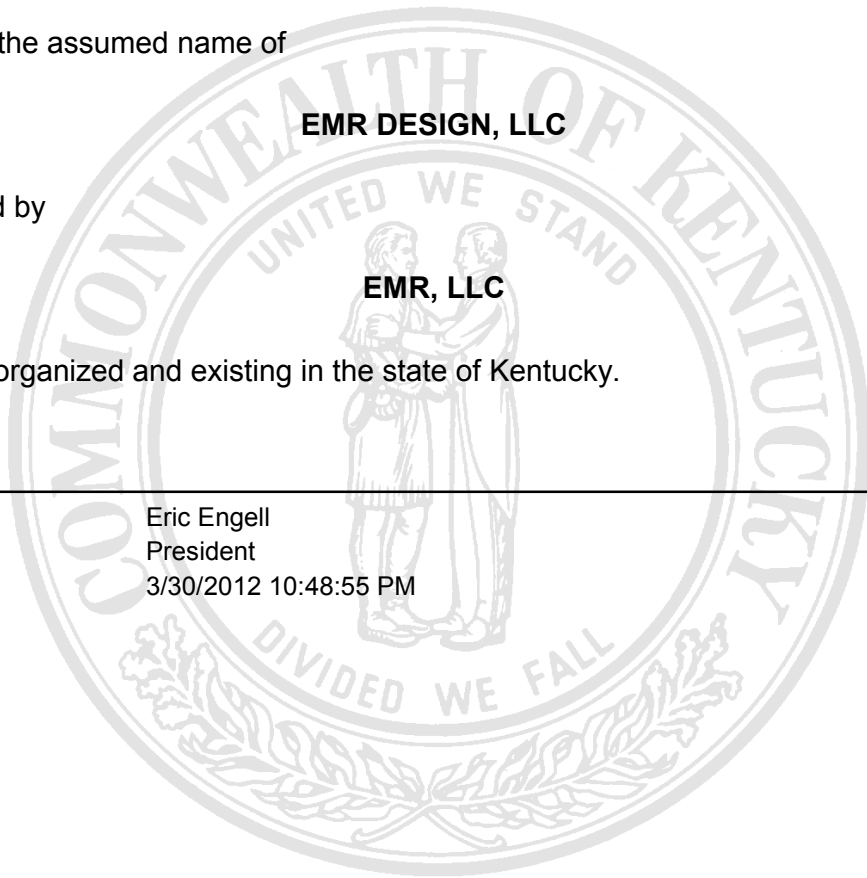 the assumed name of
EMR DESIGN, LLC
d by
EMR, LLC
organized and existing in the state of Kentucky.
Eric Engell
President
3/30/2012 10:48:55 PM
COMMONWEALTH OF KENTUCKY
UNITED WE STAND
DIVIDED WE FALL